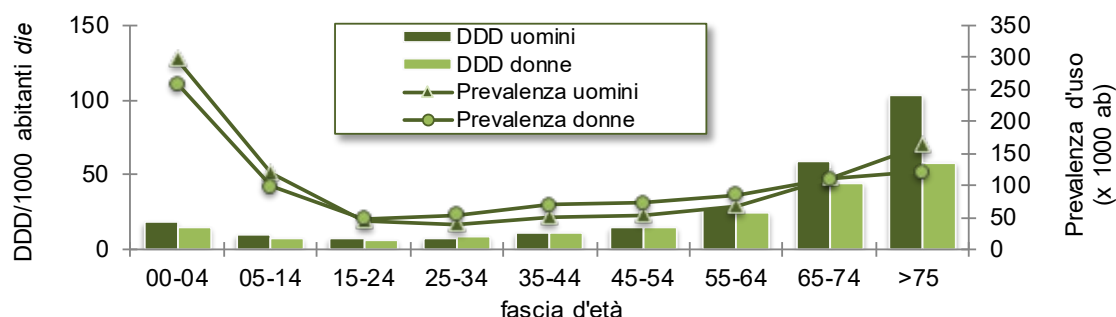 DDD/1000 abitanti die
150
100
50
0
DDD uomini
DDD donne
Prevalenza uomini
Prevalenza donne
350
300
250
200
150
100
50
0
Prevalenza d'uso
(x 1000 ab)
00-04 05-14 15-24 25-34 35-44 45-54 55-64 65-74 >75
fascia d'età